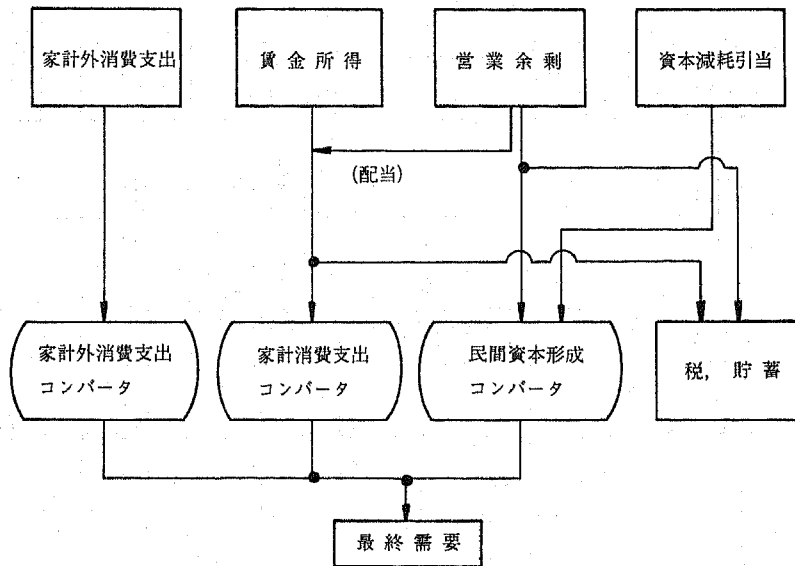 家計外消費支出
賃金所得
営業余剰
資本減耗引当
(配当)
家計外消費支出
コンバータ
家計消費支出
コンバータ
民間資本形成
コンバータ
税, 貯蓄
最終需要